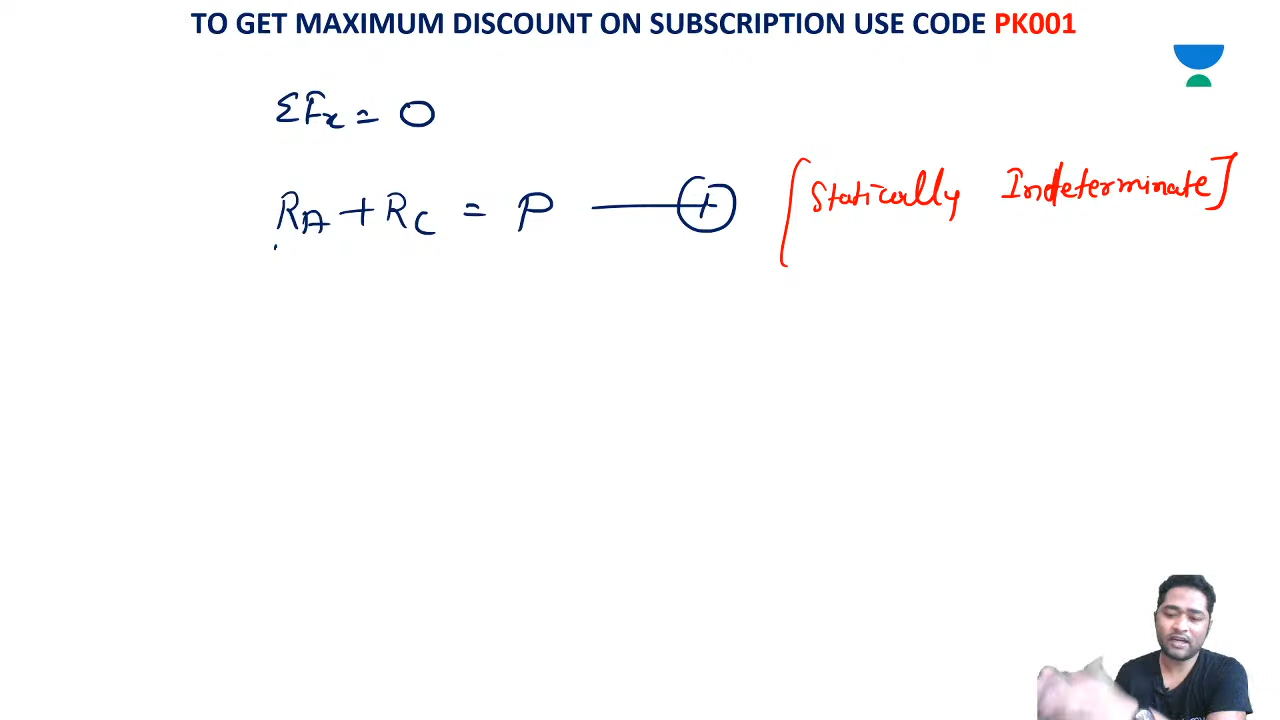 TO GET MAXIMUM DISCOUNT ON SUBSCRIPTION USE CODE PK001
ΣFx = 0
RA + RC = P — 1 [Statically Indeterminate]